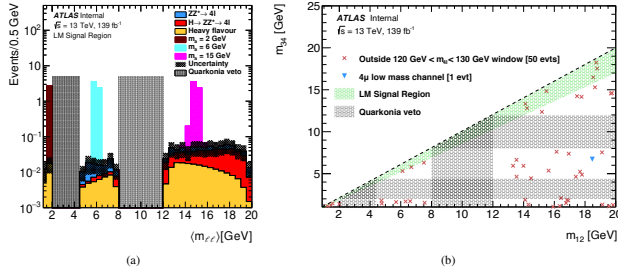 ATLAS Internal
√s = 13 TeV, 139 fb⁻¹
LM Signal Region
ZZ*→ 4l
H→ ZZ*→ 4l
Heavy flavour
mₐ = 2 GeV
mₐ = 6 GeV
mₐ = 15 GeV
Uncertainty
Quarkonia veto
Events/0.5 GeV
10⁴
10³
10²
10
1
10⁻¹
10⁻²
10⁻³
2 4 6 8 10 12 14 16 18 20
⟨mℓℓ⟩[GeV]
(a)
ATLAS Internal
√s = 13 TeV, 139 fb⁻¹
Outside 120 GeV < m₄ₗ < 130 GeV window [50 evts]
4μ low mass channel [1 evt]
LM Signal Region
Quarkonia veto
m₃₄ [GeV]
25
20
15
10
5
2 4 6 8 10 12 14 16 18 20
m₁₂ [GeV]
(b)